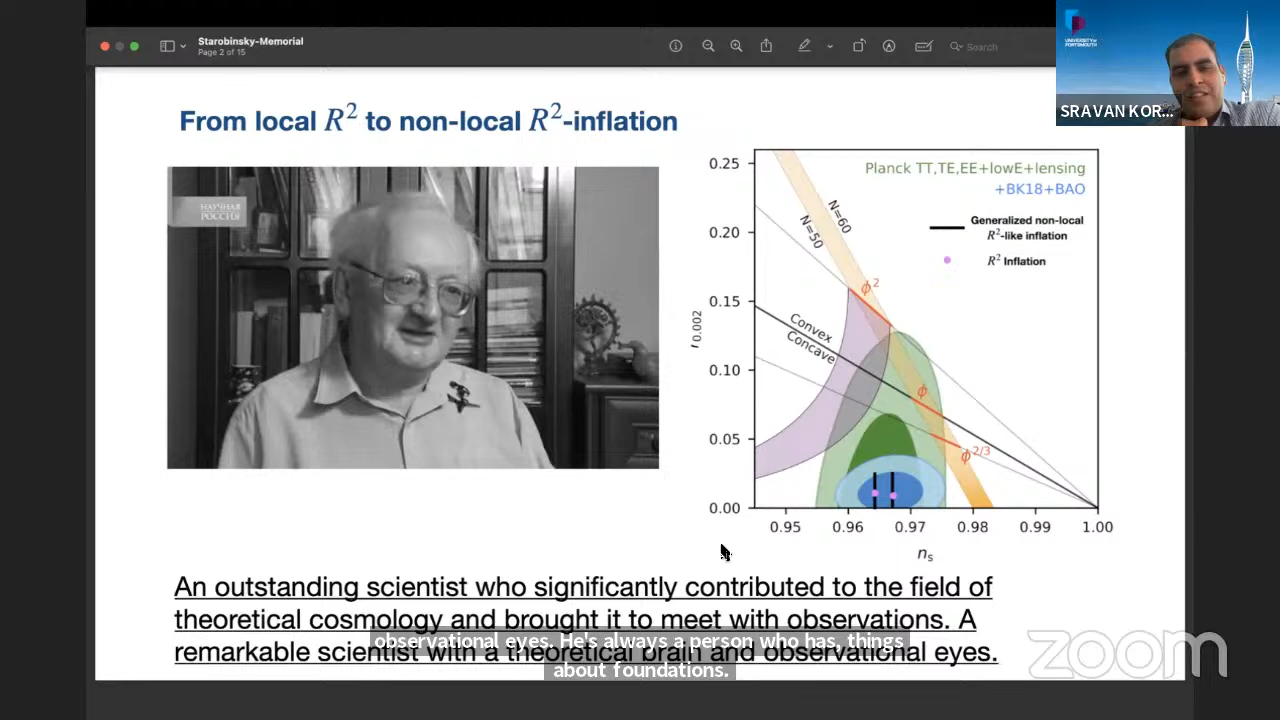 Starobinsky-Memorial
Page 2 of 15
Search
UNIVERSITY OF
PORTSMOUTH
SRAVAN KOR...
From local R² to non-local R²-inflation
НАУЧНАЯ
РОССИЯ
Planck TT,TE,EE+lowE+lensing
+BK18+BAO
Generalized non-local
R²-like inflation
R² Inflation
N=60
N=50
ϕ²
Convex
Concave
ϕ
ϕ^2/3
0.25
0.20
0.15
0.10
0.05
0.00
r0.002
0.95 0.96 0.97 0.98 0.99 1.00
ns
An outstanding scientist who significantly contributed to the field of
theoretical cosmology and brought it to meet with observations. A
remarkable scientist with a theoretical brain and observational eyes.
observational eyes. He's always a person who has, things
about foundations.
zoom